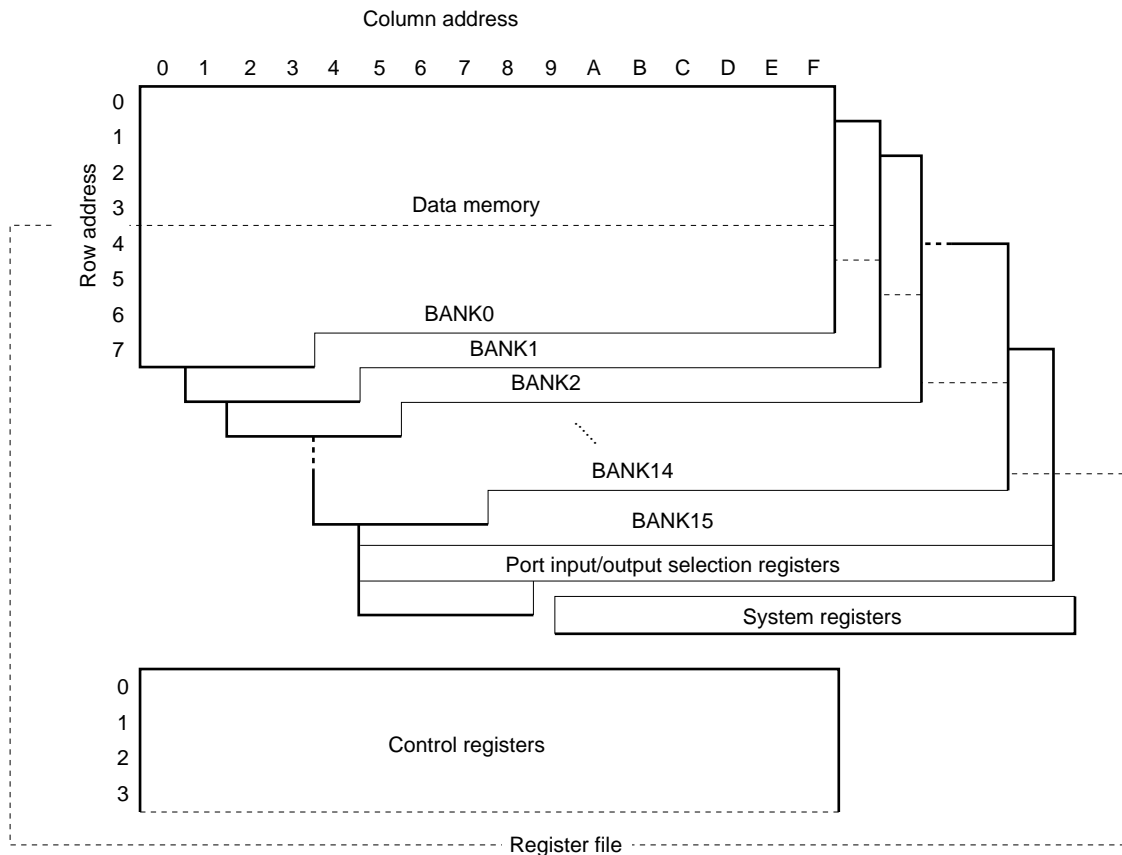 Column address
0 1 2 3 4 5 6 7 8 9 A B C D E F
Row address
0
1
2
3
4
5
6
7
Data memory
BANK0
BANK1
BANK2
BANK14
BANK15
Port input/output selection registers
System registers
0
1
2
3
Control registers
Register file